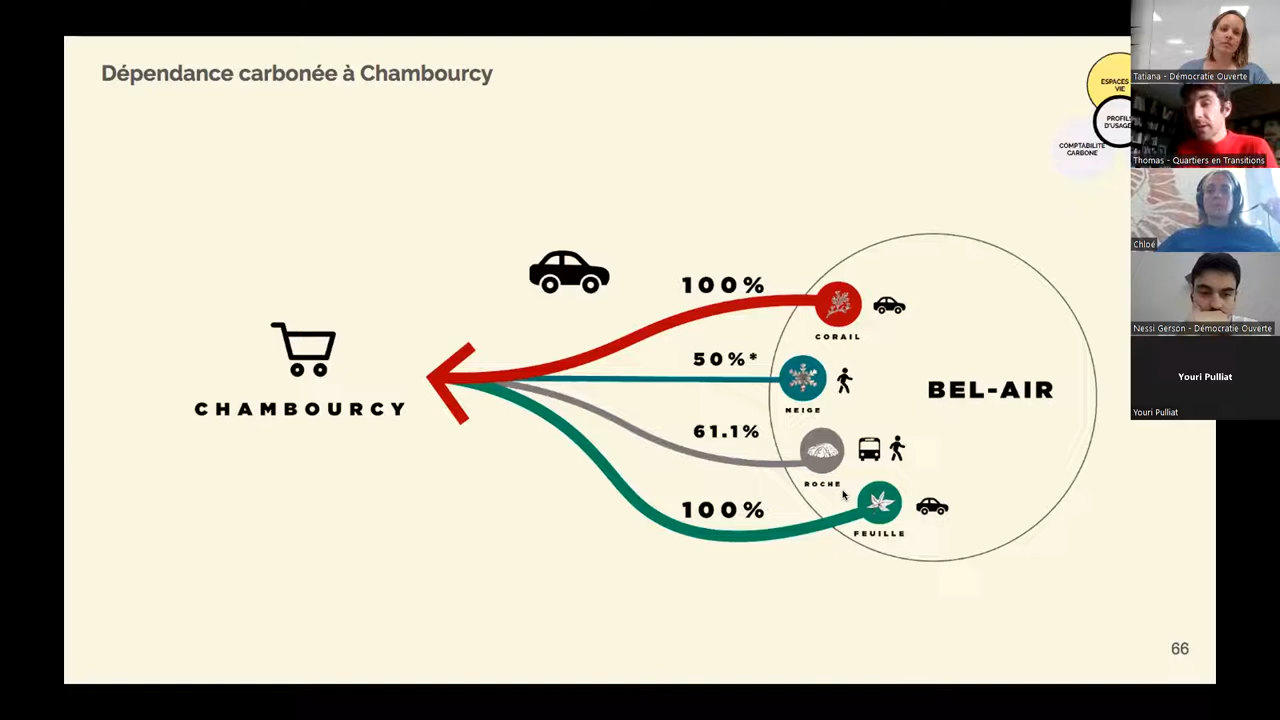 Dépendance carbonée à Chambourcy
ESPACES
VIE
PROFILS
D'USAGE
COMPTABILITÉ
CARBONE
100%
CORAIL
50%*
NEIGE
BEL-AIR
CHAMBOURCY
61.1%
ROCHE
100%
FEUILLE
66
Tatiana - Démocratie Ouverte
Thomas - Quartiers en Transitions
Chloé
Nessi Gerson - Démocratie Ouverte
Youri Pulliat
Youri Pulliat